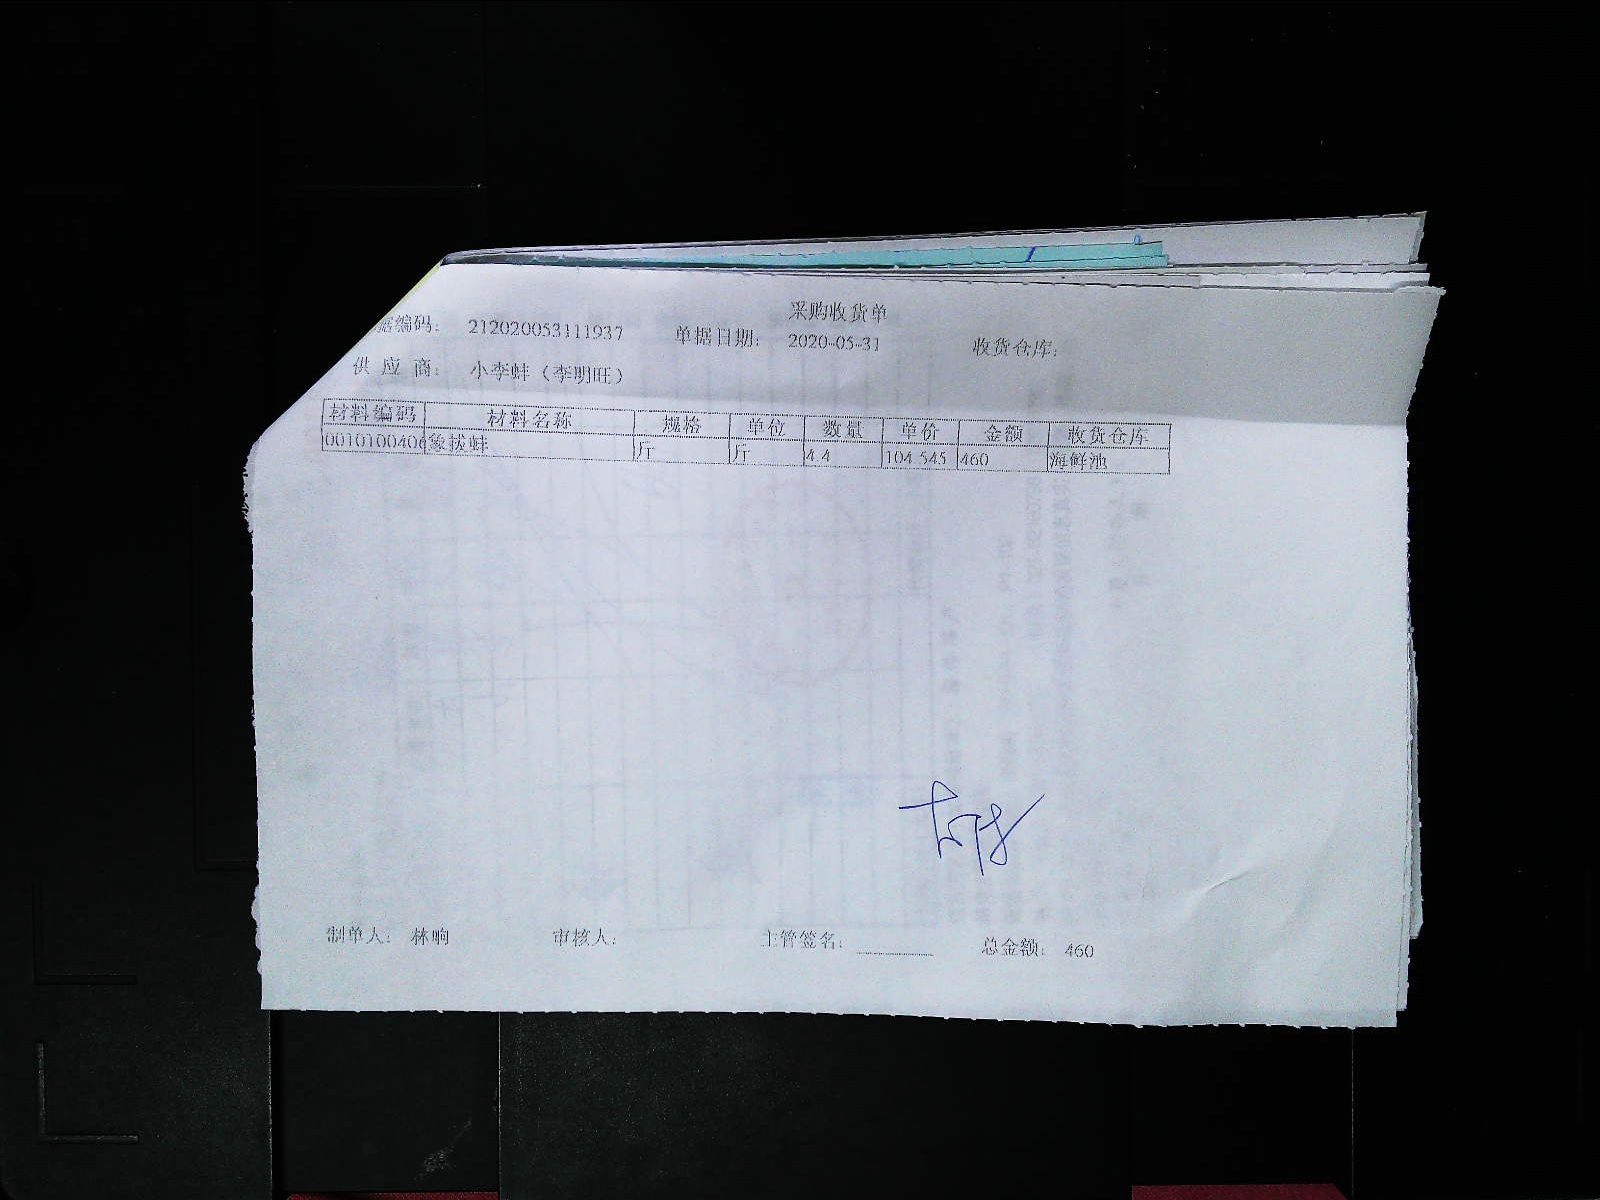 采购收货单
据编码： 212020053111937 单据日期： 2020-05-31 收货仓库：
供 应 商： 小李蚌（李明旺）
材料编码 材料名称 规格 单位 数量 单价 金额 收货仓库
0010100406 象拔蚌 斤 斤 4.4 104.545 460 海鲜池
制单人： 林响 审核人： 主管签名： 总金额： 460